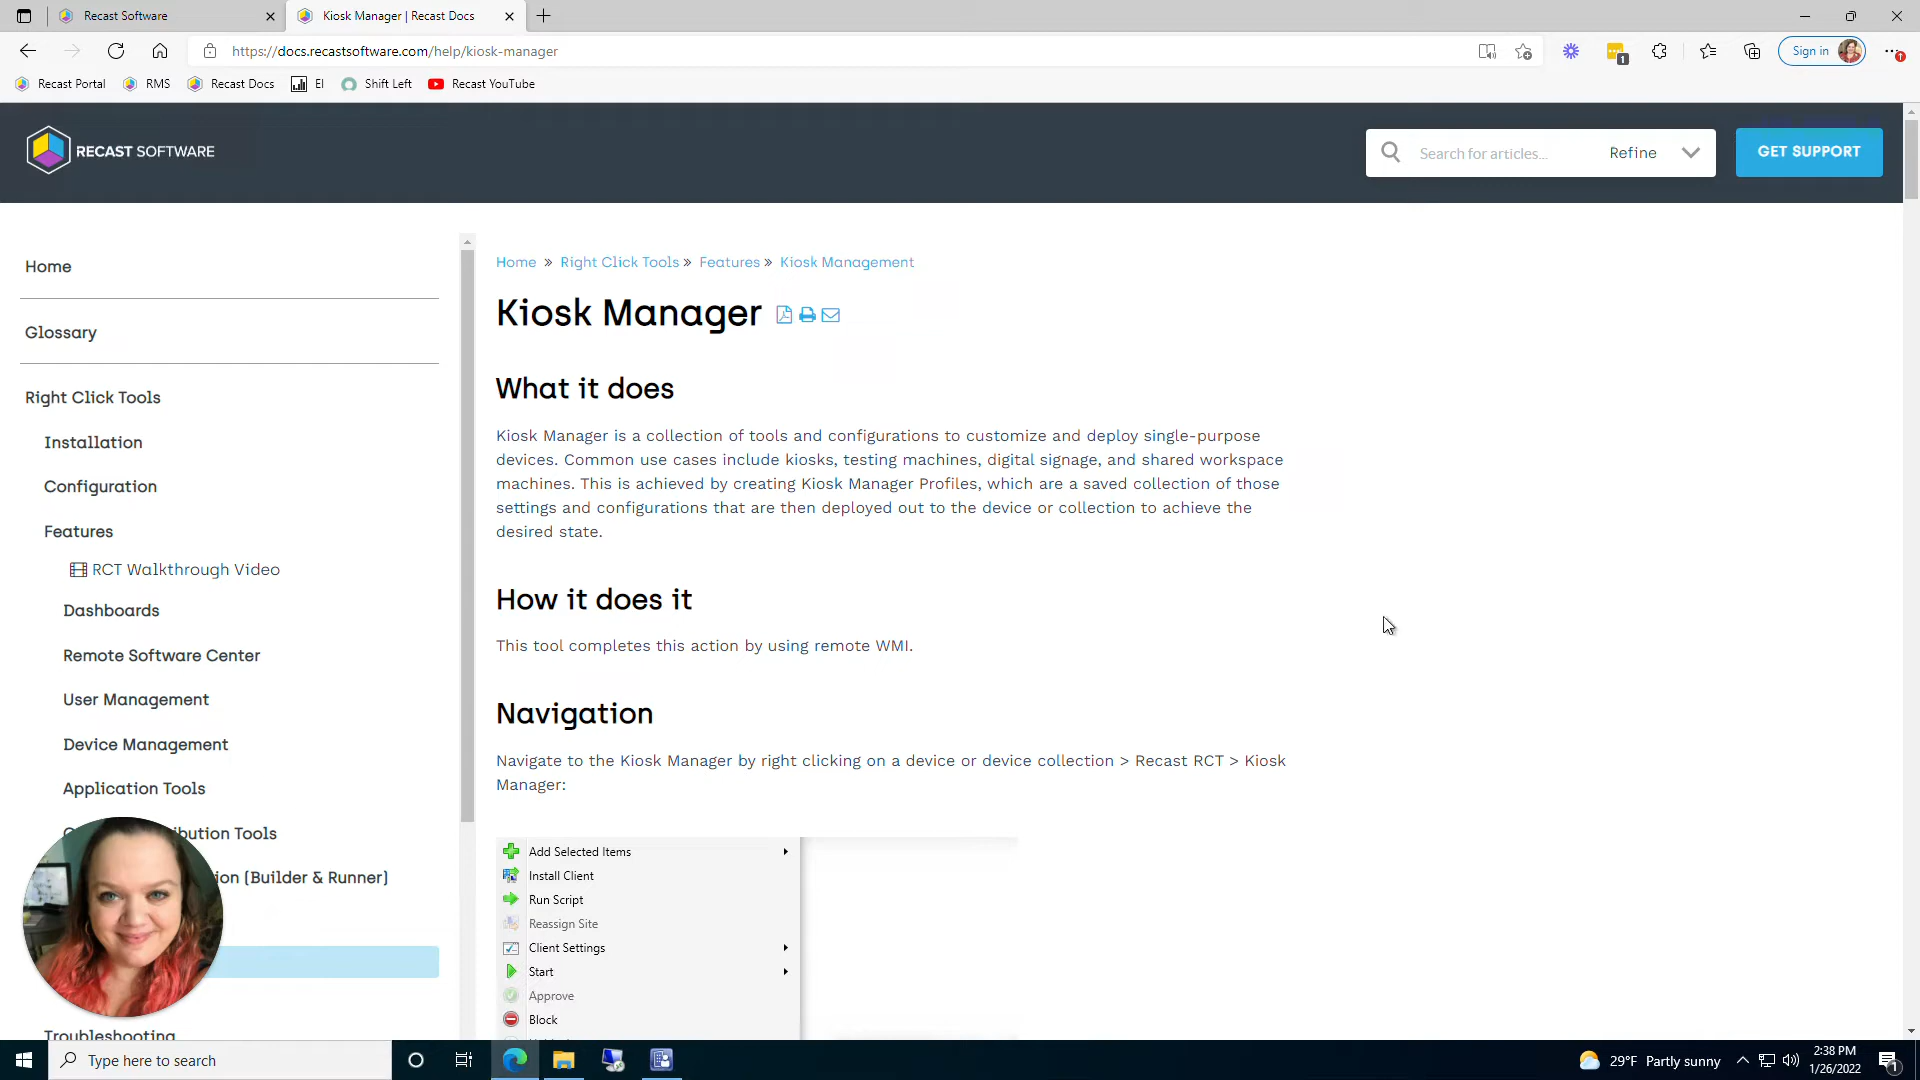 Recast Software
Kiosk Manager | Recast Docs
https://docs.recastsoftware.com/help/kiosk-manager
1
Sign in
Recast Portal
RMS
Recast Docs
EI
Shift Left
Recast YouTube
RECAST SOFTWARE
Search for articles...
Refine
GET SUPPORT
Home
Glossary
Right Click Tools
Installation
Configuration
Features
RCT Walkthrough Video
Dashboards
Remote Software Center
User Management
Device Management
Application Tools
bution Tools
ion (Builder & Runner)
Troubleshooting
Home » Right Click Tools » Features » Kiosk Management
Kiosk Manager
What it does
Kiosk Manager is a collection of tools and configurations to customize and deploy single-purpose
devices. Common use cases include kiosks, testing machines, digital signage, and shared workspace
machines. This is achieved by creating Kiosk Manager Profiles, which are a saved collection of those
settings and configurations that are then deployed out to the device or collection to achieve the
desired state.
How it does it
This tool completes this action by using remote WMI.
Navigation
Navigate to the Kiosk Manager by right clicking on a device or device collection > Recast RCT > Kiosk
Manager:
Add Selected Items
Install Client
Run Script
Reassign Site
Client Settings
Start
Approve
Block
Type here to search
29°F Partly sunny
2:38 PM
1/26/2022
1